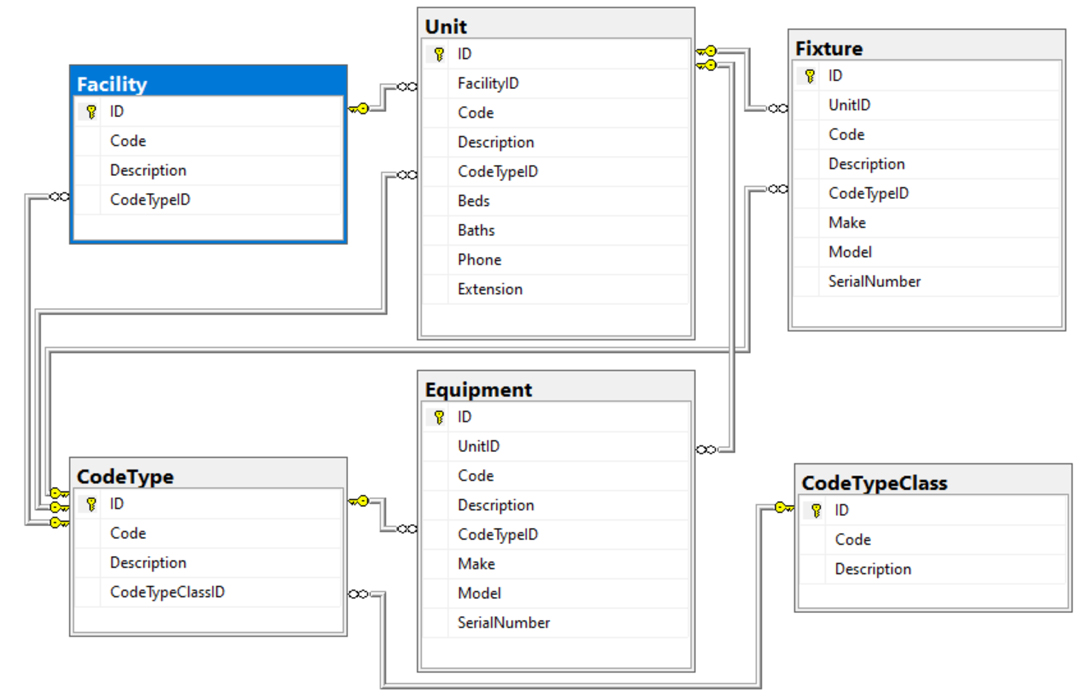 Facility
ID
Code
Description
CodeTypeID
Unit
ID
FacilityID
Code
Description
CodeTypeID
Beds
Baths
Phone
Extension
Fixture
ID
UnitID
Code
Description
CodeTypeID
Make
Model
SerialNumber
CodeType
ID
Code
Description
CodeTypeClassID
Equipment
ID
UnitID
Code
Description
CodeTypeID
Make
Model
SerialNumber
CodeTypeClass
ID
Code
Description